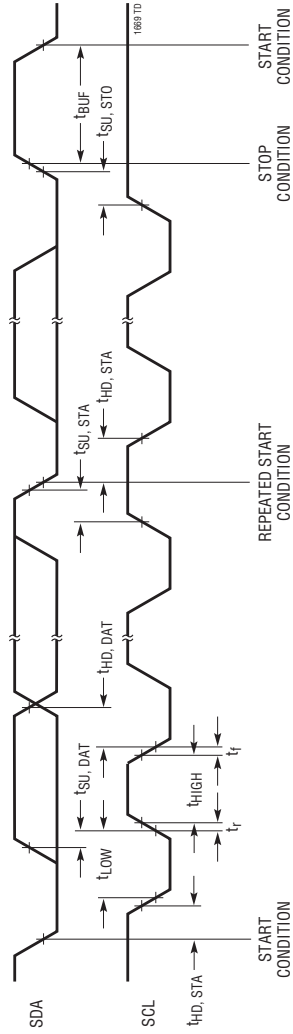 SDA
SCL
tSU, DAT
tHD, DAT
tSU, STA
tHD, STA
tBUF
tSU, STO
tLOW
tHD, STA
tr
tHIGH
tf
1669 TD
START
CONDITION
REPEATED START
CONDITION
STOP
CONDITION
START
CONDITION